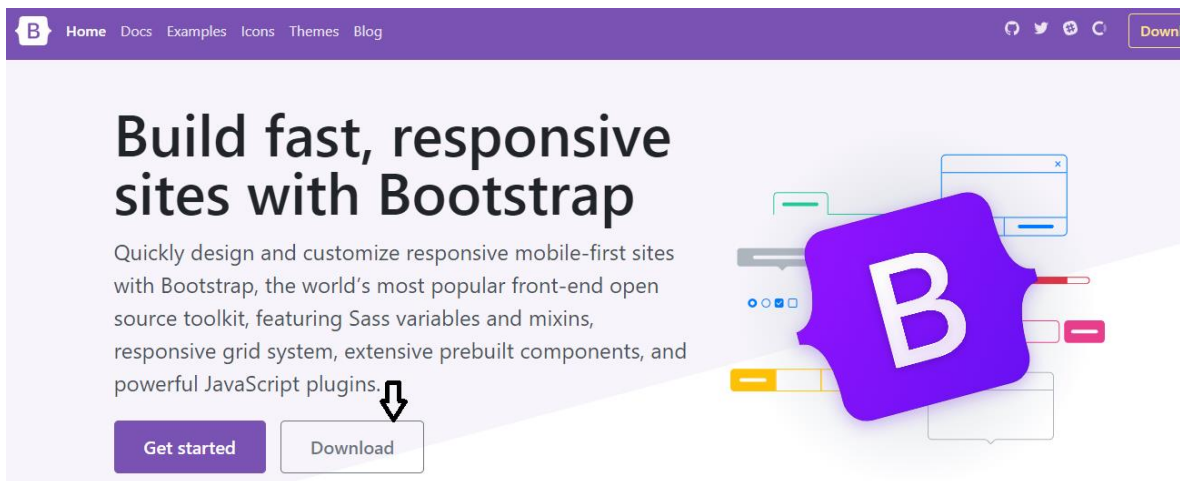 B Home Docs Examples Icons Themes Blog
Downl
Build fast, responsive
sites with Bootstrap
Quickly design and customize responsive mobile-first sites
with Bootstrap, the world’s most popular front-end open
source toolkit, featuring Sass variables and mixins,
responsive grid system, extensive prebuilt components, and
powerful JavaScript plugins.
Get started Download
B